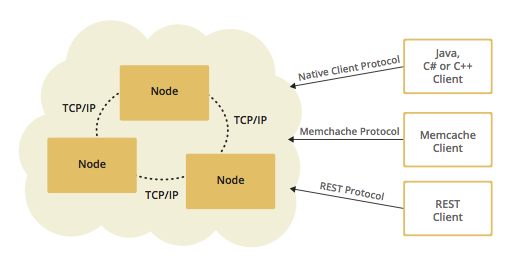 Native Client Protocol
Java,
C# or C++
Client
Node
TCP/IP
TCP/IP
Memchache Protocol
Memcache
Client
Node
Node
TCP/IP
REST Protocol
REST
Client